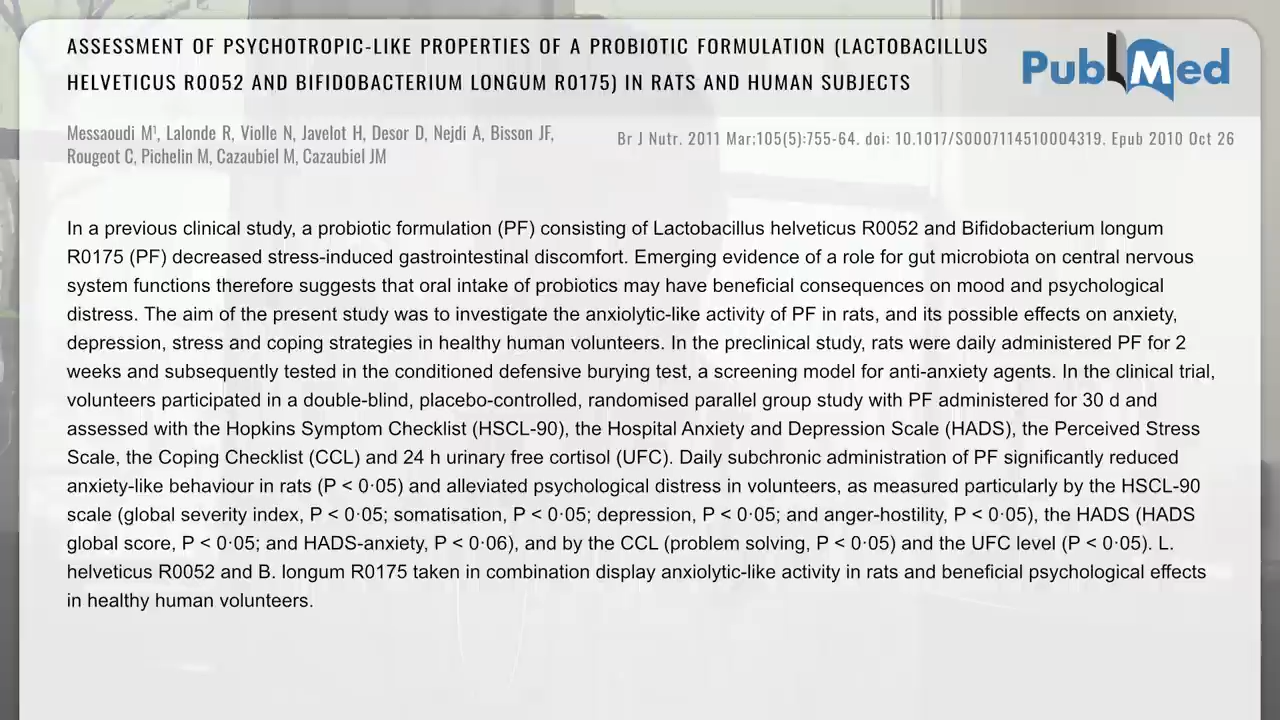 ASSESSMENT OF PSYCHOTROPIC-LIKE PROPERTIES OF A PROBIOTIC FORMULATION (LACTOBACILLUS
HELVETICUS R0052 AND BIFIDOBACTERIUM LONGUM R0175) IN RATS AND HUMAN SUBJECTS
PubMed
Messaoudi M¹, Lalonde R, Violle N, Javelot H, Desor D, Nejdi A, Bisson JF,
Rougeot C, Pichelin M, Cazaubiel M, Cazaubiel JM
Br J Nutr. 2011 Mar;105(5):755-64. doi: 10.1017/S0007114510004319. Epub 2010 Oct 26
In a previous clinical study, a probiotic formulation (PF) consisting of Lactobacillus helveticus R0052 and Bifidobacterium longum
R0175 (PF) decreased stress-induced gastrointestinal discomfort. Emerging evidence of a role for gut microbiota on central nervous
system functions therefore suggests that oral intake of probiotics may have beneficial consequences on mood and psychological
distress. The aim of the present study was to investigate the anxiolytic-like activity of PF in rats, and its possible effects on anxiety,
depression, stress and coping strategies in healthy human volunteers. In the preclinical study, rats were daily administered PF for 2
weeks and subsequently tested in the conditioned defensive burying test, a screening model for anti-anxiety agents. In the clinical trial,
volunteers participated in a double-blind, placebo-controlled, randomised parallel group study with PF administered for 30 d and
assessed with the Hopkins Symptom Checklist (HSCL-90), the Hospital Anxiety and Depression Scale (HADS), the Perceived Stress
Scale, the Coping Checklist (CCL) and 24 h urinary free cortisol (UFC). Daily subchronic administration of PF significantly reduced
anxiety-like behaviour in rats (P < 0·05) and alleviated psychological distress in volunteers, as measured particularly by the HSCL-90
scale (global severity index, P < 0·05; somatisation, P < 0·05; depression, P < 0·05; and anger-hostility, P < 0·05), the HADS (HADS
global score, P < 0·05; and HADS-anxiety, P < 0·06), and by the CCL (problem solving, P < 0·05) and the UFC level (P < 0·05). L.
helveticus R0052 and B. longum R0175 taken in combination display anxiolytic-like activity in rats and beneficial psychological effects
in healthy human volunteers.